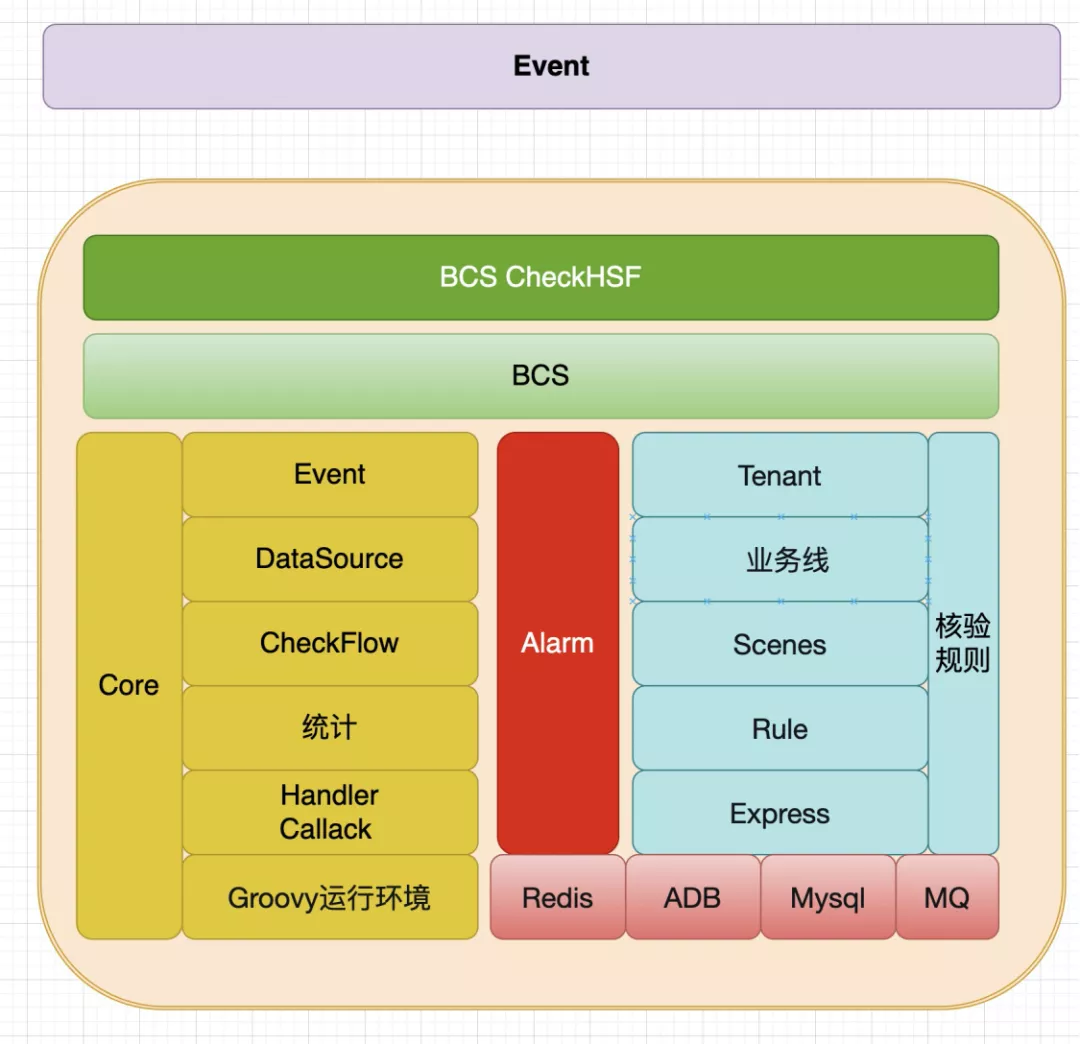 Event
BCS CheckHSF
BCS
Core
Event
DataSource
CheckFlow
统计
Handler
Callack
Groovy运行环境
Alarm
Tenant
业务线
Scenes
Rule
Express
核验
规则
Redis
ADB
Mysql
MQ